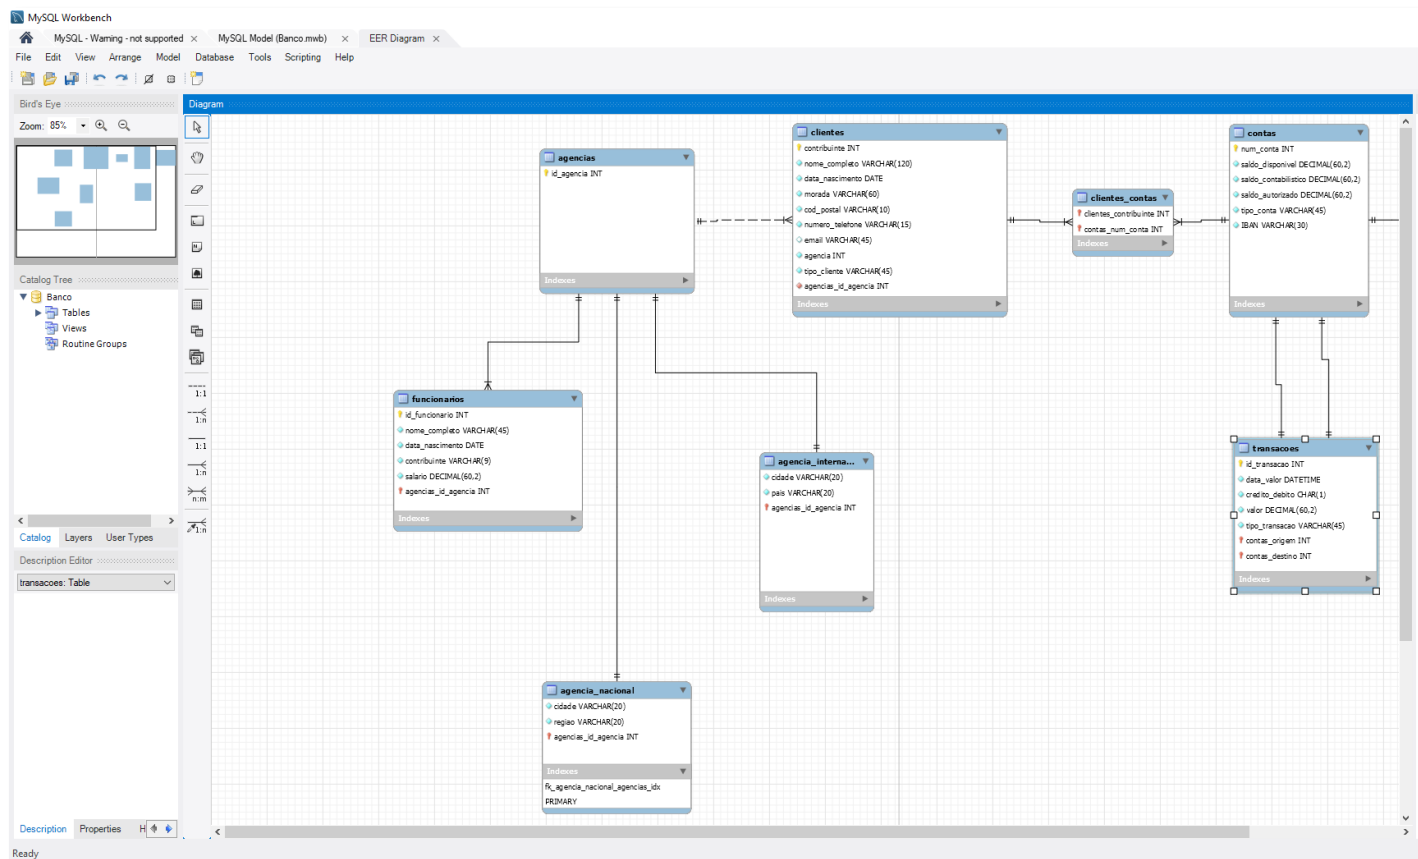 MySQL Workbench
MySQL - Warning - not supported ×
MySQL Model (Banco.mwb) ×
EER Diagram ×
File Edit View Arrange Model Database Tools Scripting Help
Bird's Eye
Zoom: 85%
Catalog Tree
Banco
Tables
Views
Routine Groups
Catalog Layers User Types
Description Editor
transacoes: Table
Description Properties H
Ready
Diagram
1:1
1:n
1:1
1:n
n:m
1:n
agencias
id_agencia INT
Indexes
clientes
contribuinte INT
nome_completo VARCHAR(120)
data_nascimento DATE
morada VARCHAR(60)
cod_postal VARCHAR(10)
numero_telefone VARCHAR(15)
email VARCHAR(45)
agencia INT
tipo_cliente VARCHAR(45)
agencias_id_agencia INT
Indexes
clientes_contas
clientes_contribuinte INT
contas_num_conta INT
Indexes
contas
num_conta INT
saldo_disponivel DECIMAL(60,2)
saldo_contabilistico DECIMAL(60,2)
saldo_autorizado DECIMAL(60,2)
tipo_conta VARCHAR(45)
IBAN VARCHAR(30)
Indexes
funcionarios
id_funcionario INT
nome_completo VARCHAR(45)
data_nascimento DATE
contribuinte VARCHAR(9)
salario DECIMAL(60,2)
agencias_id_agencia INT
Indexes
agencia_interna...
cidade VARCHAR(20)
pais VARCHAR(20)
agencias_id_agencia INT
Indexes
transacoes
id_transacao INT
data_valor DATETIME
credito_debito CHAR(1)
valor DECIMAL(60,2)
tipo_transacao VARCHAR(45)
contas_origem INT
contas_destino INT
Indexes
agencia_nacional
cidade VARCHAR(20)
regiao VARCHAR(20)
agencias_id_agencia INT
Indexes
fk_agencia_nacional_agencias_idx
PRIMARY